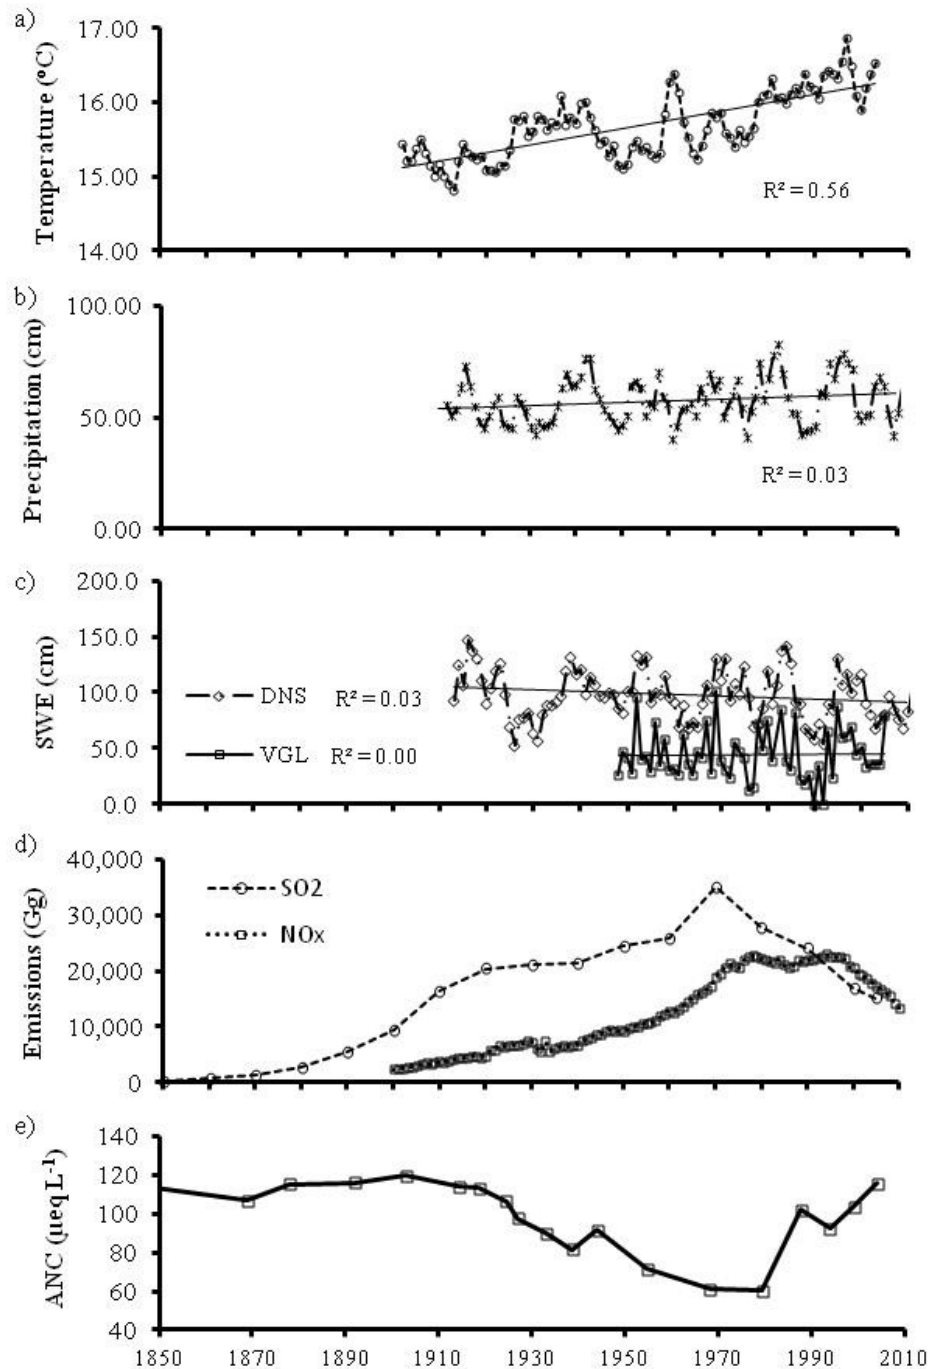 a)
Temperature (ºC)
17.00
16.00
15.00
14.00
R² = 0.56
b)
Precipitation (cm)
100.00
50.00
0.00
R² = 0.03
c)
SWE (cm)
200.0
150.0
100.0
50.0
0.0
DNS R² = 0.03
VGL R² = 0.00
d)
Emissions (Gg)
40,000
30,000
20,000
10,000
0
SO2
NOx
e)
ANC (µeq L⁻¹)
140
120
100
80
60
40
1850 1870 1890 1910 1930 1950 1970 1990 2010